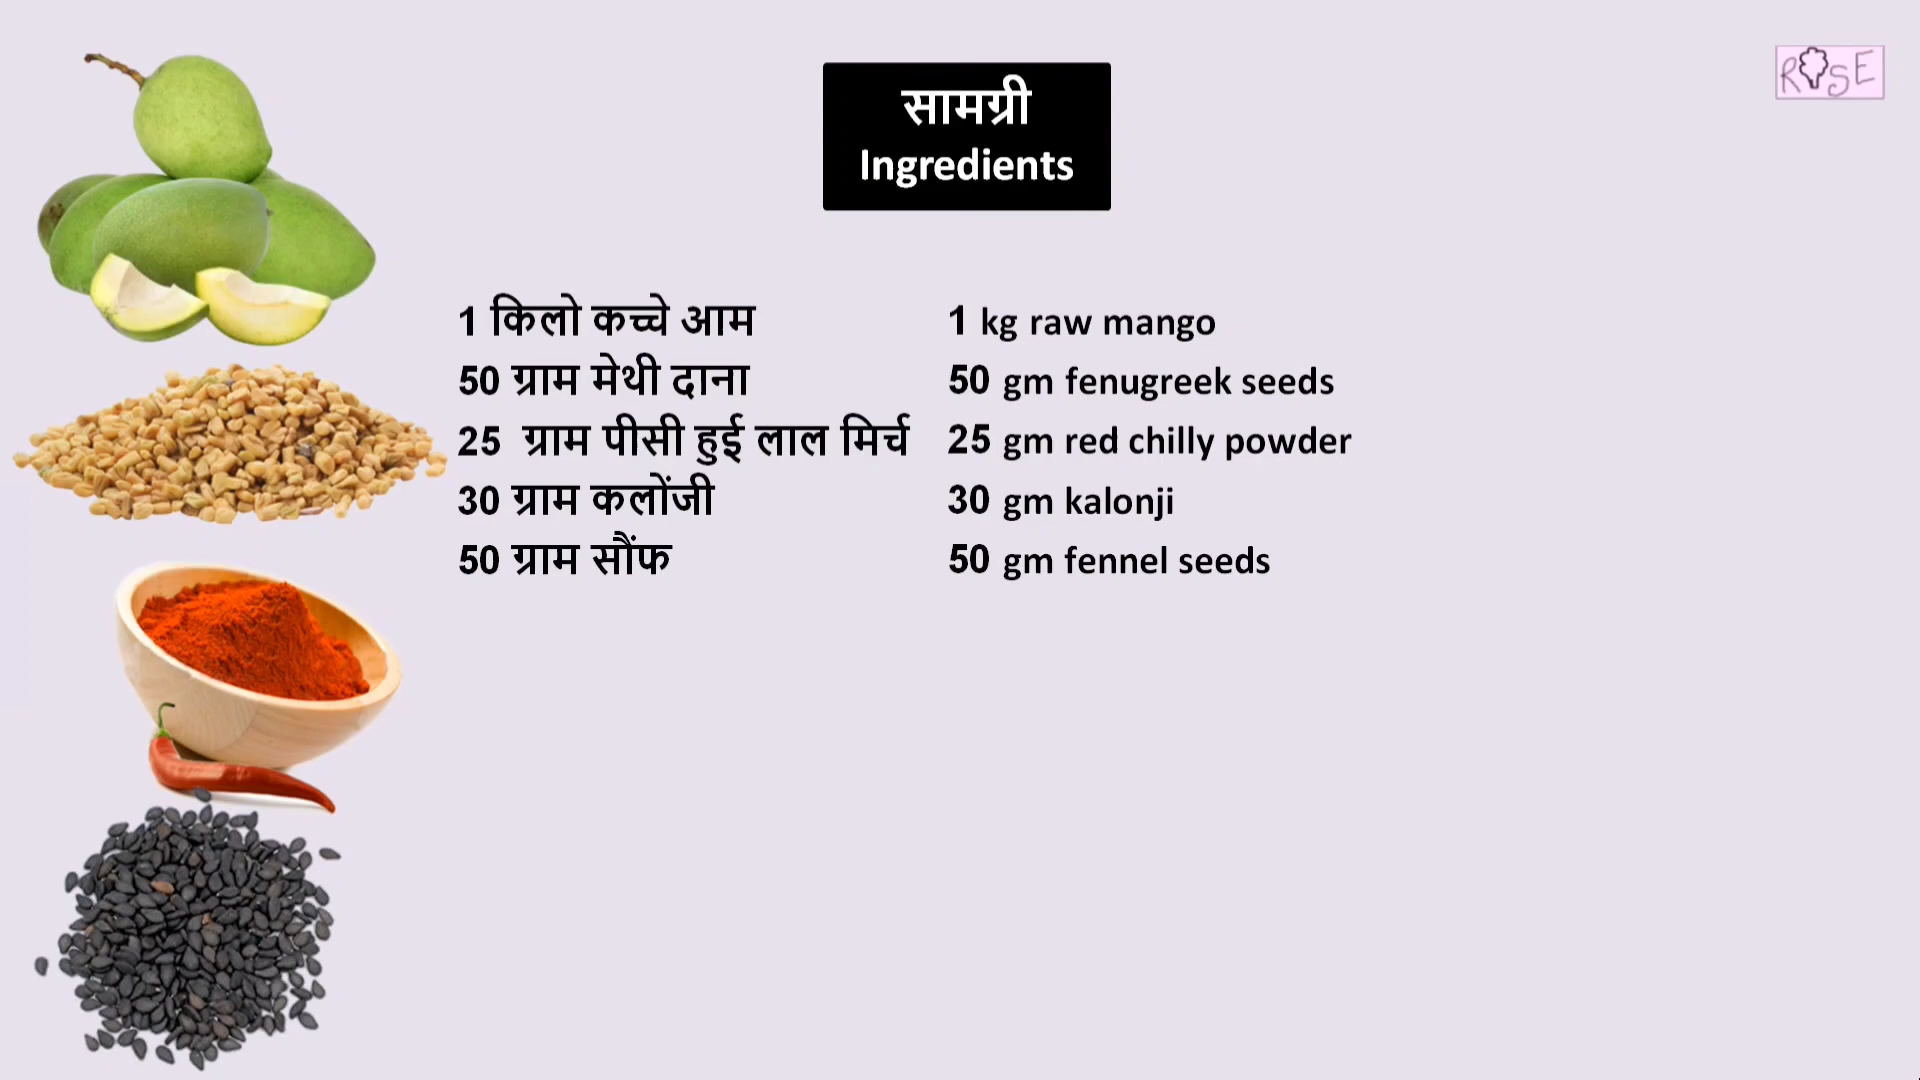 ROSE
सामग्री
Ingredients
1 किलो कच्चे आम
50 ग्राम मेथी दाना
25 ग्राम पीसी हुई लाल मिर्च
30 ग्राम कलोंजी
50 ग्राम सौंफ
1 kg raw mango
50 gm fenugreek seeds
25 gm red chilly powder
30 gm kalonji
50 gm fennel seeds